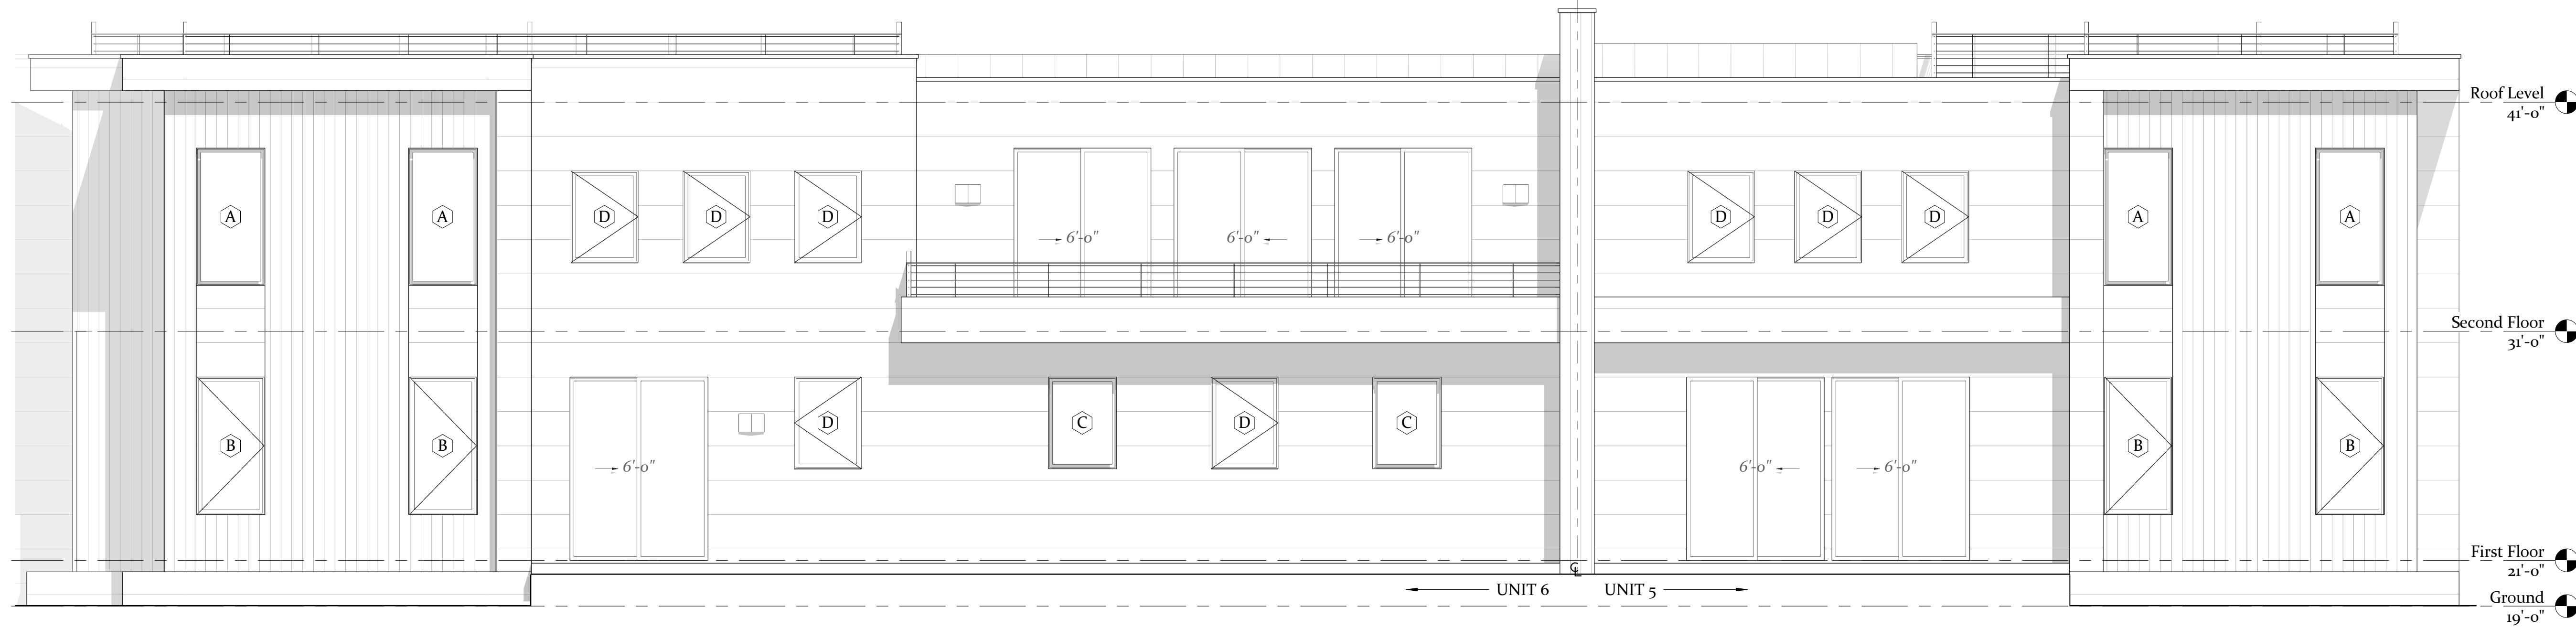 Roof Level
41'-0"
A
A
D
D
D
D
D
D
A
A
6'-0"
6'-0"
6'-0"
Second Floor
31'-0"
D
C
D
C
B
B
B
B
6'-0"
6'-0"
6'-0"
First Floor
21'-0"
CL
UNIT 6
UNIT 5
Ground
19'-0"